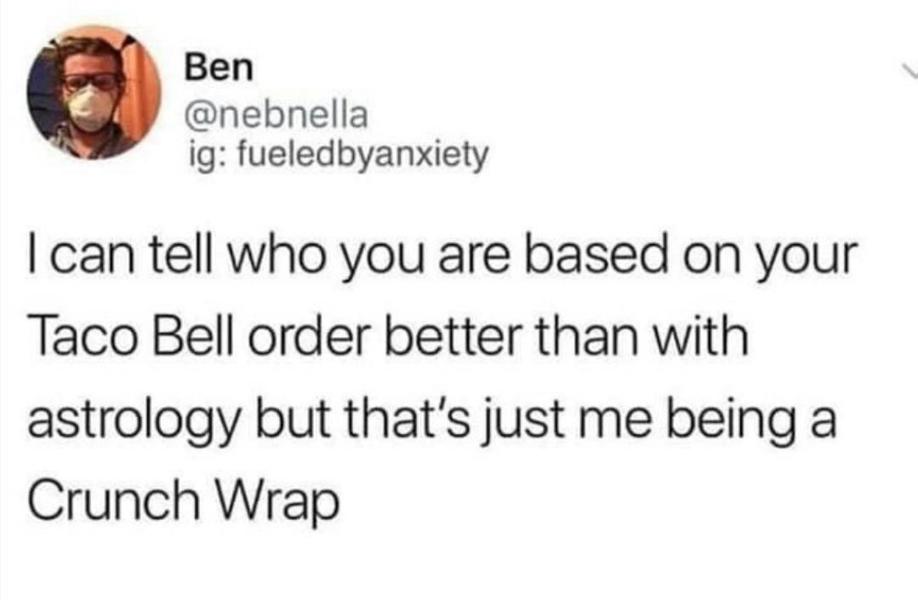 Ben
@nebnella
ig: fueledbyanxiety
I can tell who you are based on your
Taco Bell order better than with
astrology but that's just me being a
Crunch Wrap